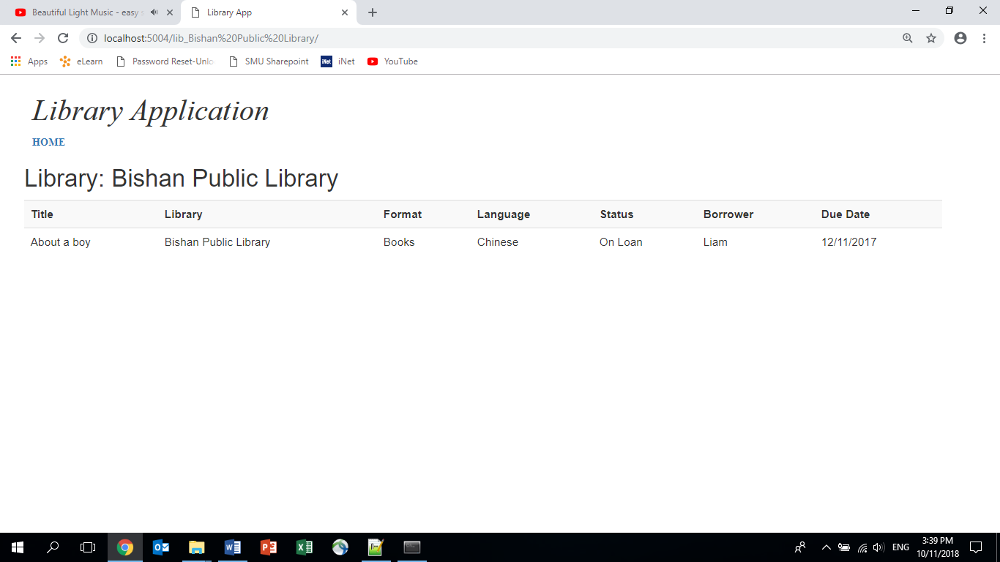 Beautiful Light Music - easy s
Library App
localhost:5004/lib_Bishan%20Public%20Library/
Apps eLearn Password Reset-Unlo SMU Sharepoint iNet iNet YouTube
Library Application
HOME
Library: Bishan Public Library
Title Library Format Language Status Borrower Due Date
About a boy Bishan Public Library Books Chinese On Loan Liam 12/11/2017
ENG
3:39 PM
10/11/2018